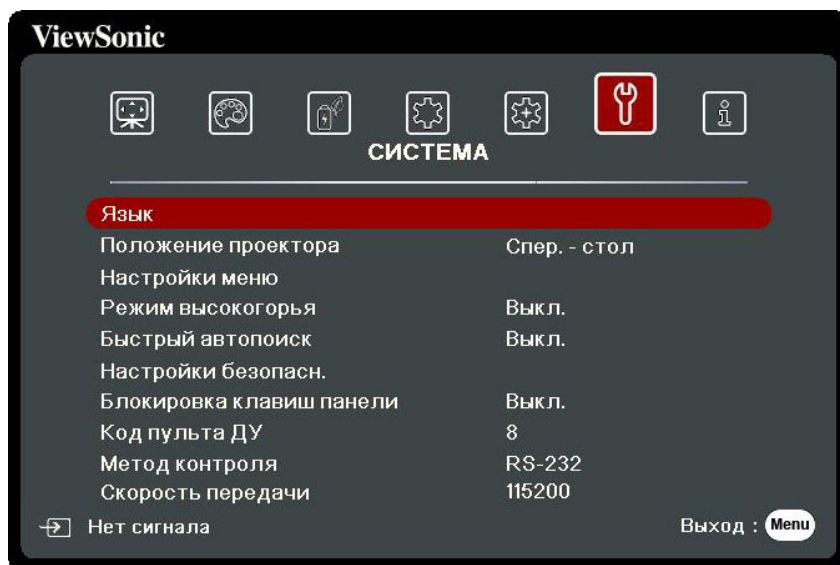 ViewSonic
СИСТЕМА
Язык
Положение проектора Спер. - стол
Настройки меню
Режим высокогорья Выкл.
Быстрый автопоиск Выкл.
Настройки безопасн.
Блокировка клавиш панели Выкл.
Код пульта ДУ 8
Метод контроля RS-232
Скорость передачи 115200
Нет сигнала Выход : Menu